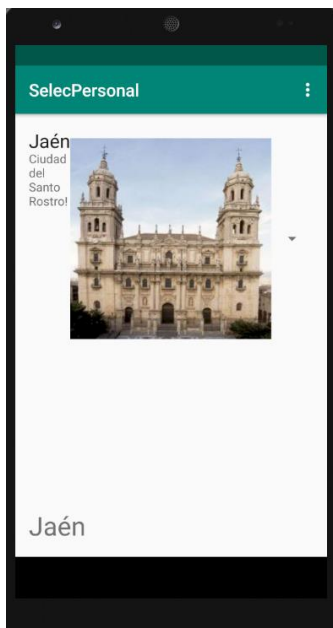 SelecPersonal
Jaén
Ciudad
del
Santo
Rostro!
Jaén